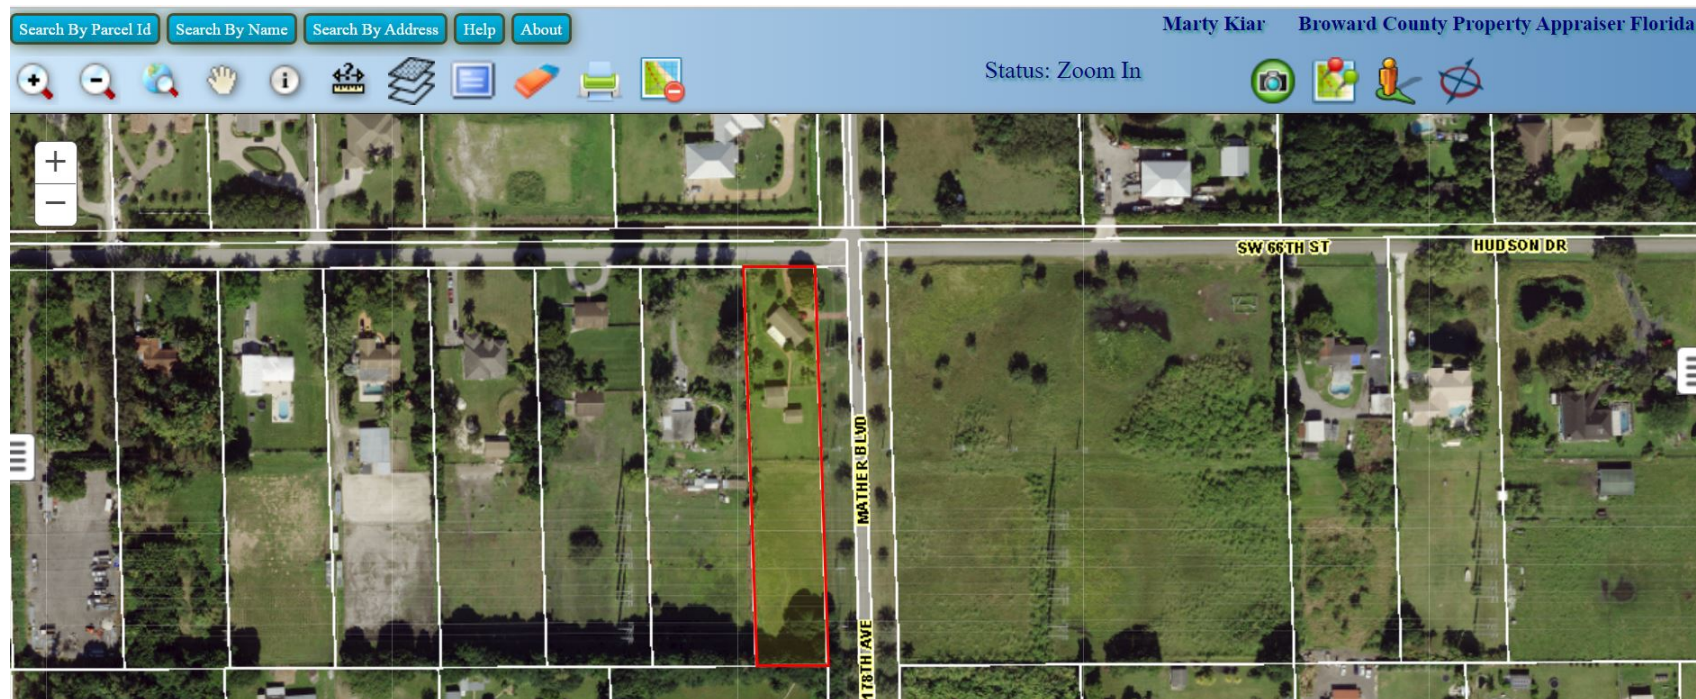 Search By Parcel Id
Search By Name
Search By Address
Help
About
Marty Kiar
Broward County Property Appraiser Florida
Status: Zoom In
+
−
SW 66TH ST
HUDSON DR
MATHER BLVD
178TH AVE